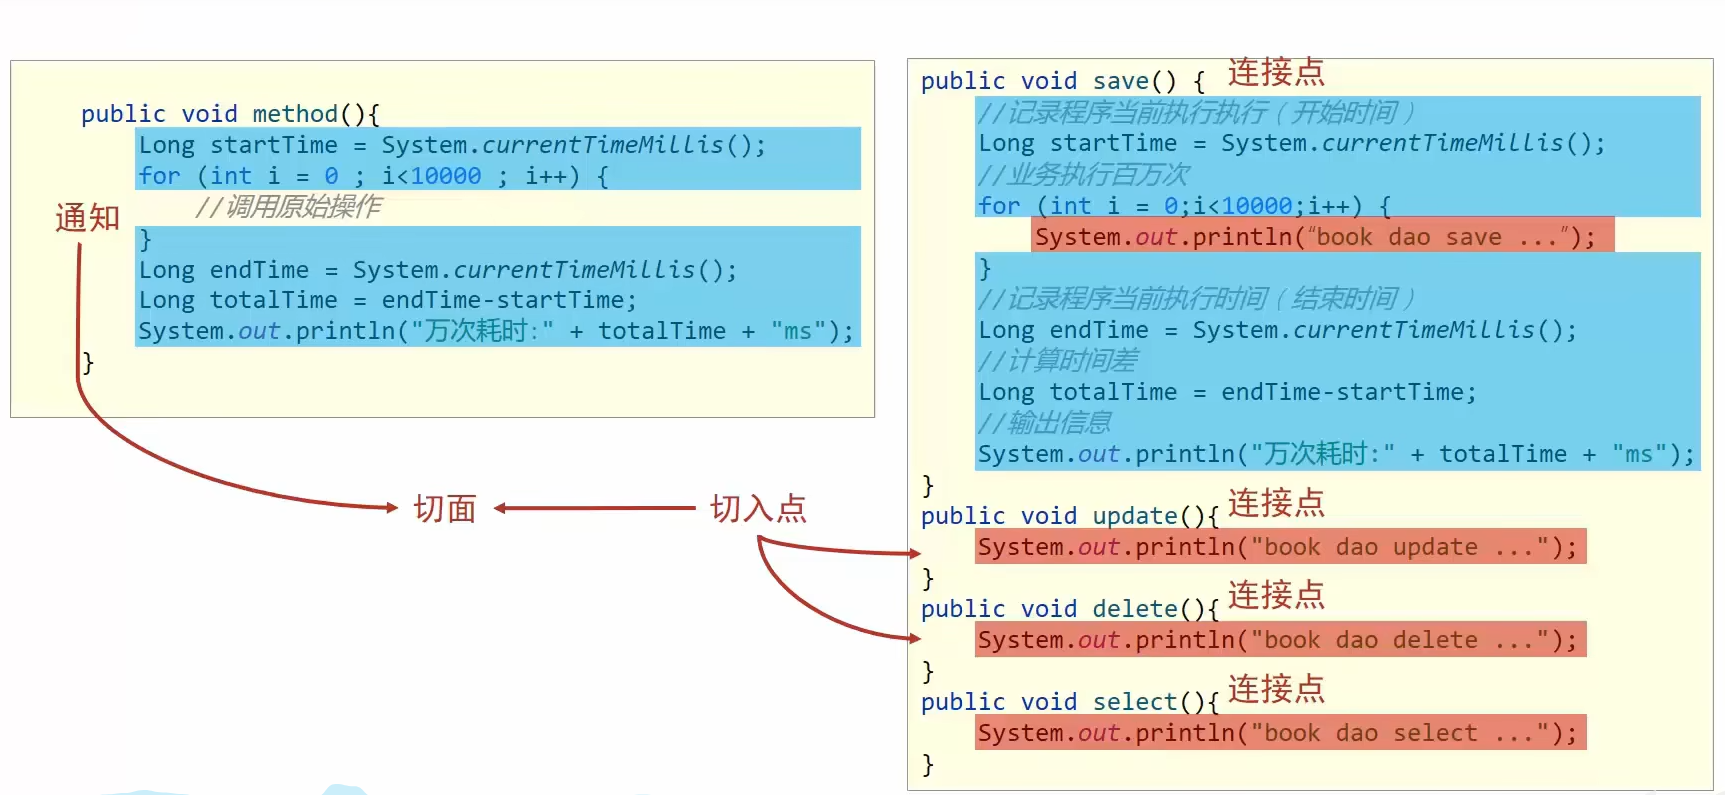 public void method(){
Long startTime = System.currentTimeMillis();
for (int i = 0 ; i<10000 ; i++) {
//调用原始操作
}
Long endTime = System.currentTimeMillis();
Long totalTime = endTime-startTime;
System.out.println("万次耗时:" + totalTime + "ms");
}
通知
切面
切入点
public void save() {
连接点
//记录程序当前执行执行（开始时间）
Long startTime = System.currentTimeMillis();
//业务执行百万次
for (int i = 0;i<10000;i++) {
System.out.println(“book dao save ...”);
}
//记录程序当前执行时间（结束时间）
Long endTime = System.currentTimeMillis();
//计算时间差
Long totalTime = endTime-startTime;
//输出信息
System.out.println("万次耗时:" + totalTime + "ms");
}
public void update(){
连接点
System.out.println("book dao update ...");
}
public void delete(){
连接点
System.out.println("book dao delete ...");
}
public void select(){
连接点
System.out.println("book dao select ...");
}